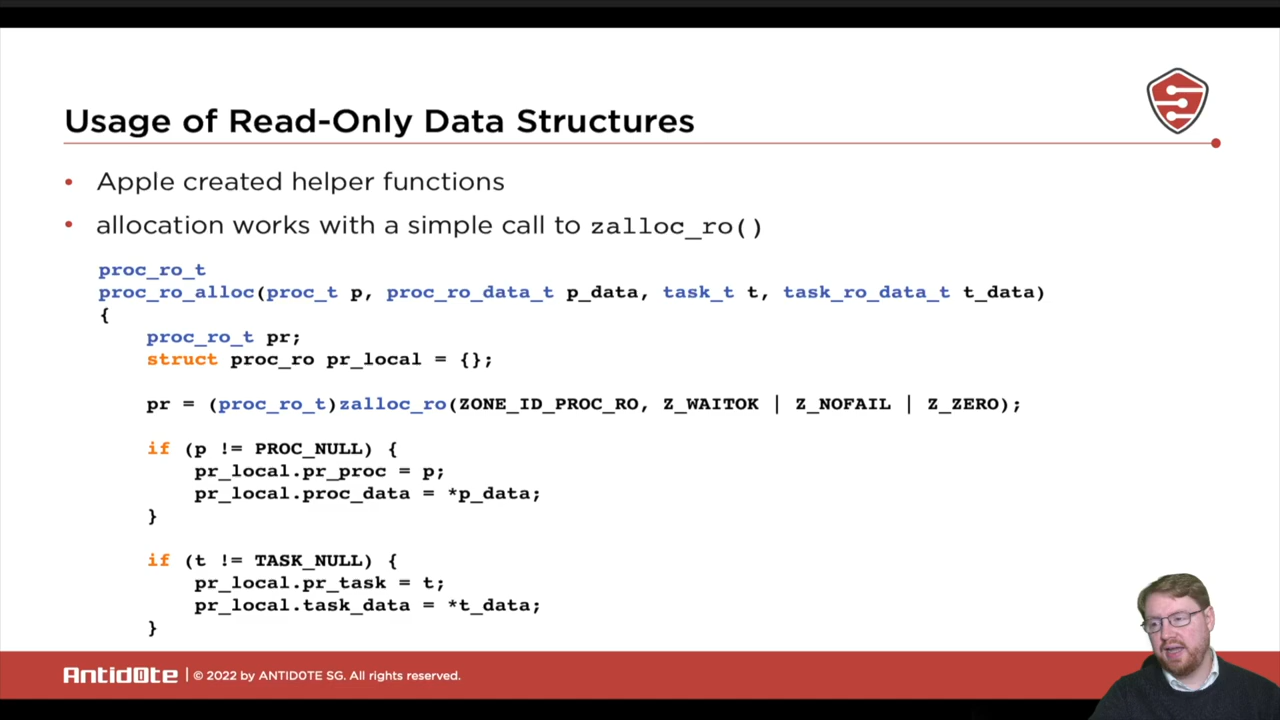 Usage of Read-Only Data Structures
• Apple created helper functions
• allocation works with a simple call to zalloc_ro()
proc_ro_t
proc_ro_alloc(proc_t p, proc_ro_data_t p_data, task_t t, task_ro_data_t t_data)
{
    proc_ro_t pr;
    struct proc_ro pr_local = {};
    pr = (proc_ro_t)zalloc_ro(ZONE_ID_PROC_RO, Z_WAITOK | Z_NOFAIL | Z_ZERO);
    if (p != PROC_NULL) {
        pr_local.pr_proc = p;
        pr_local.proc_data = *p_data;
    }
    if (t != TASK_NULL) {
        pr_local.pr_task = t;
        pr_local.task_data = *t_data;
    }
Antid0te | © 2022 by ANTID0TE SG. All rights reserved.